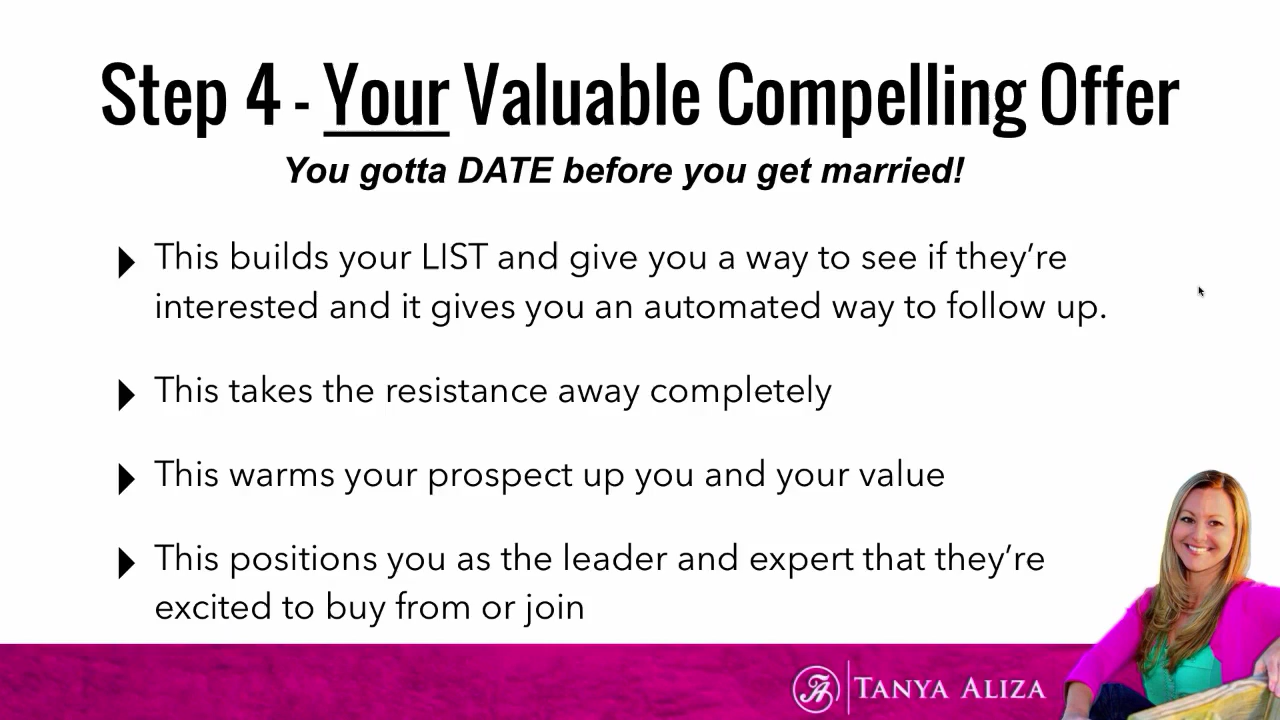 Step 4 - Your Valuable Compelling Offer
You gotta DATE before you get married!
This builds your LIST and give you a way to see if they're
interested and it gives you an automated way to follow up.
This takes the resistance away completely
This warms your prospect up you and your value
This positions you as the leader and expert that they're
excited to buy from or join
TA TANYA ALIZA